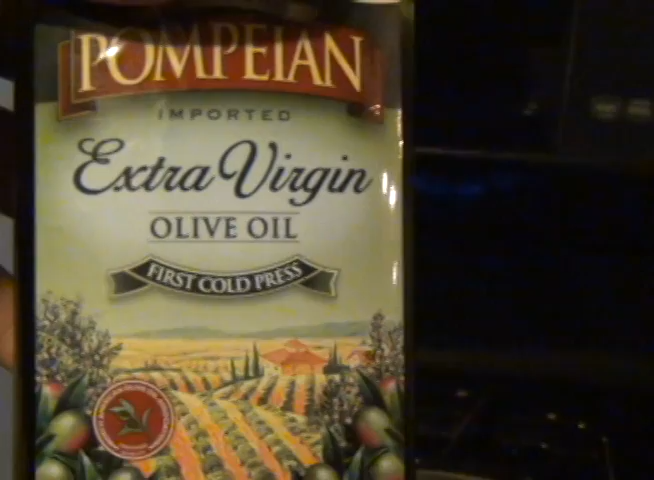 POMPEIAN
IMPORTED
Extra Virgin
OLIVE OIL
FIRST COLD PRESS